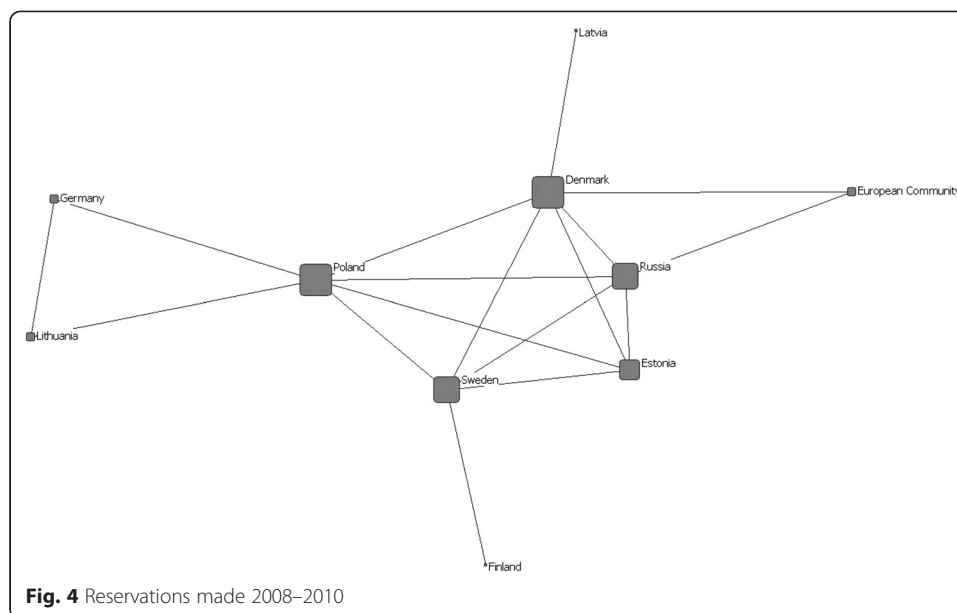 Latvia
Denmark
European Community
Germany
Russia
Poland
Lithuania
Estonia
Sweden
Finland
Fig. 4 Reservations made 2008–2010